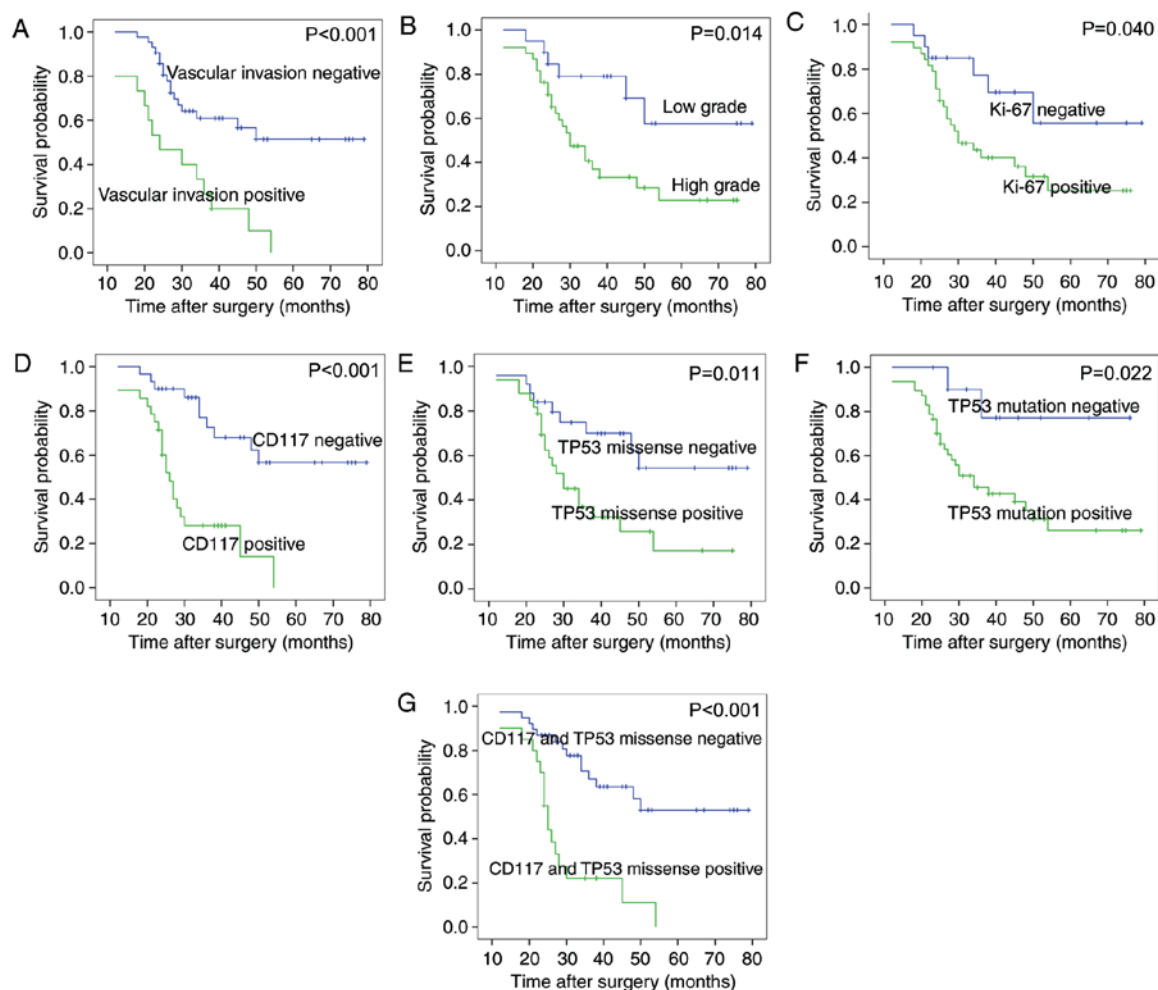 A
P<0.001
Survival probability
1.0
0.8
0.6
0.4
0.2
0.0
Vascular invasion negative
Vascular invasion positive
10 20 30 40 50 60 70 80
Time after surgery (months)
B
P=0.014
Survival probability
1.0
0.8
0.6
0.4
0.2
0.0
Low grade
High grade
10 20 30 40 50 60 70 80
Time after surgery (months)
C
P=0.040
Survival probability
1.0
0.8
0.6
0.4
0.2
0.0
Ki-67 negative
Ki-67 positive
10 20 30 40 50 60 70 80
Time after surgery (months)
D
P<0.001
Survival probability
1.0
0.8
0.6
0.4
0.2
0.0
CD117 negative
CD117 positive
10 20 30 40 50 60 70 80
Time after surgery (months)
E
P=0.011
Survival probability
1.0
0.8
0.6
0.4
0.2
0.0
TP53 missense negative
TP53 missense positive
10 20 30 40 50 60 70 80
Time after surgery (months)
F
P=0.022
Survival probability
1.0
0.8
0.6
0.4
0.2
0.0
TP53 mutation negative
TP53 mutation positive
10 20 30 40 50 60 70 80
Time after surgery (months)
G
P<0.001
Survival probability
1.0
0.8
0.6
0.4
0.2
0.0
CD117 and TP53 missense negative
CD117 and TP53 missense positive
10 20 30 40 50 60 70 80
Time after surgery (months)